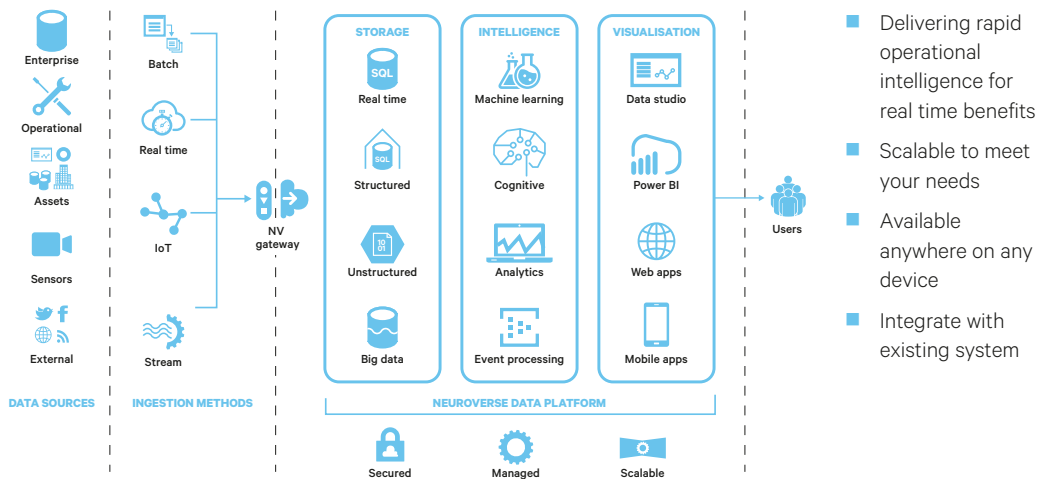 Enterprise
Operational
Assets
Sensors
External
DATA SOURCES
Batch
Real time
IoT
Stream
INGESTION METHODS
NV
gateway
STORAGE
SQL
Real time
SQL
Structured
10
01
Unstructured
Big data
INTELLIGENCE
Machine learning
Cognitive
Analytics
Event processing
VISUALISATION
Data studio
Power BI
Web apps
Mobile apps
NEUROVERSE DATA PLATFORM
Secured
Managed
Scalable
Users
Delivering rapid
operational
intelligence for
real time benefits
Scalable to meet
your needs
Available
anywhere on any
device
Integrate with
existing system